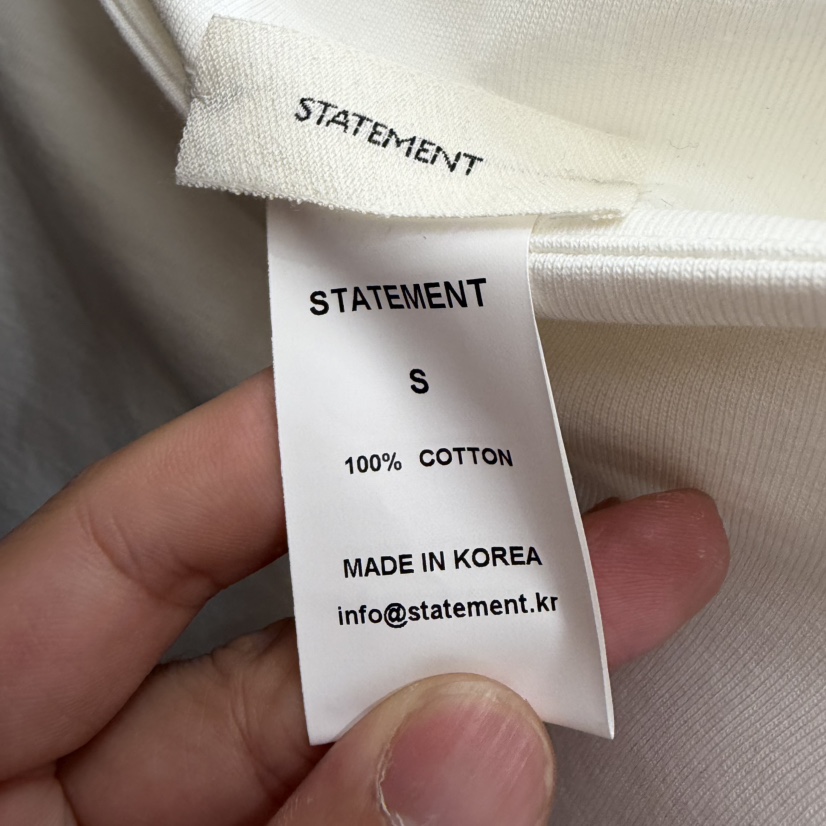 STATEMENT
STATEMENT
S
100% COTTON
MADE IN KOREA
info@statement.kr